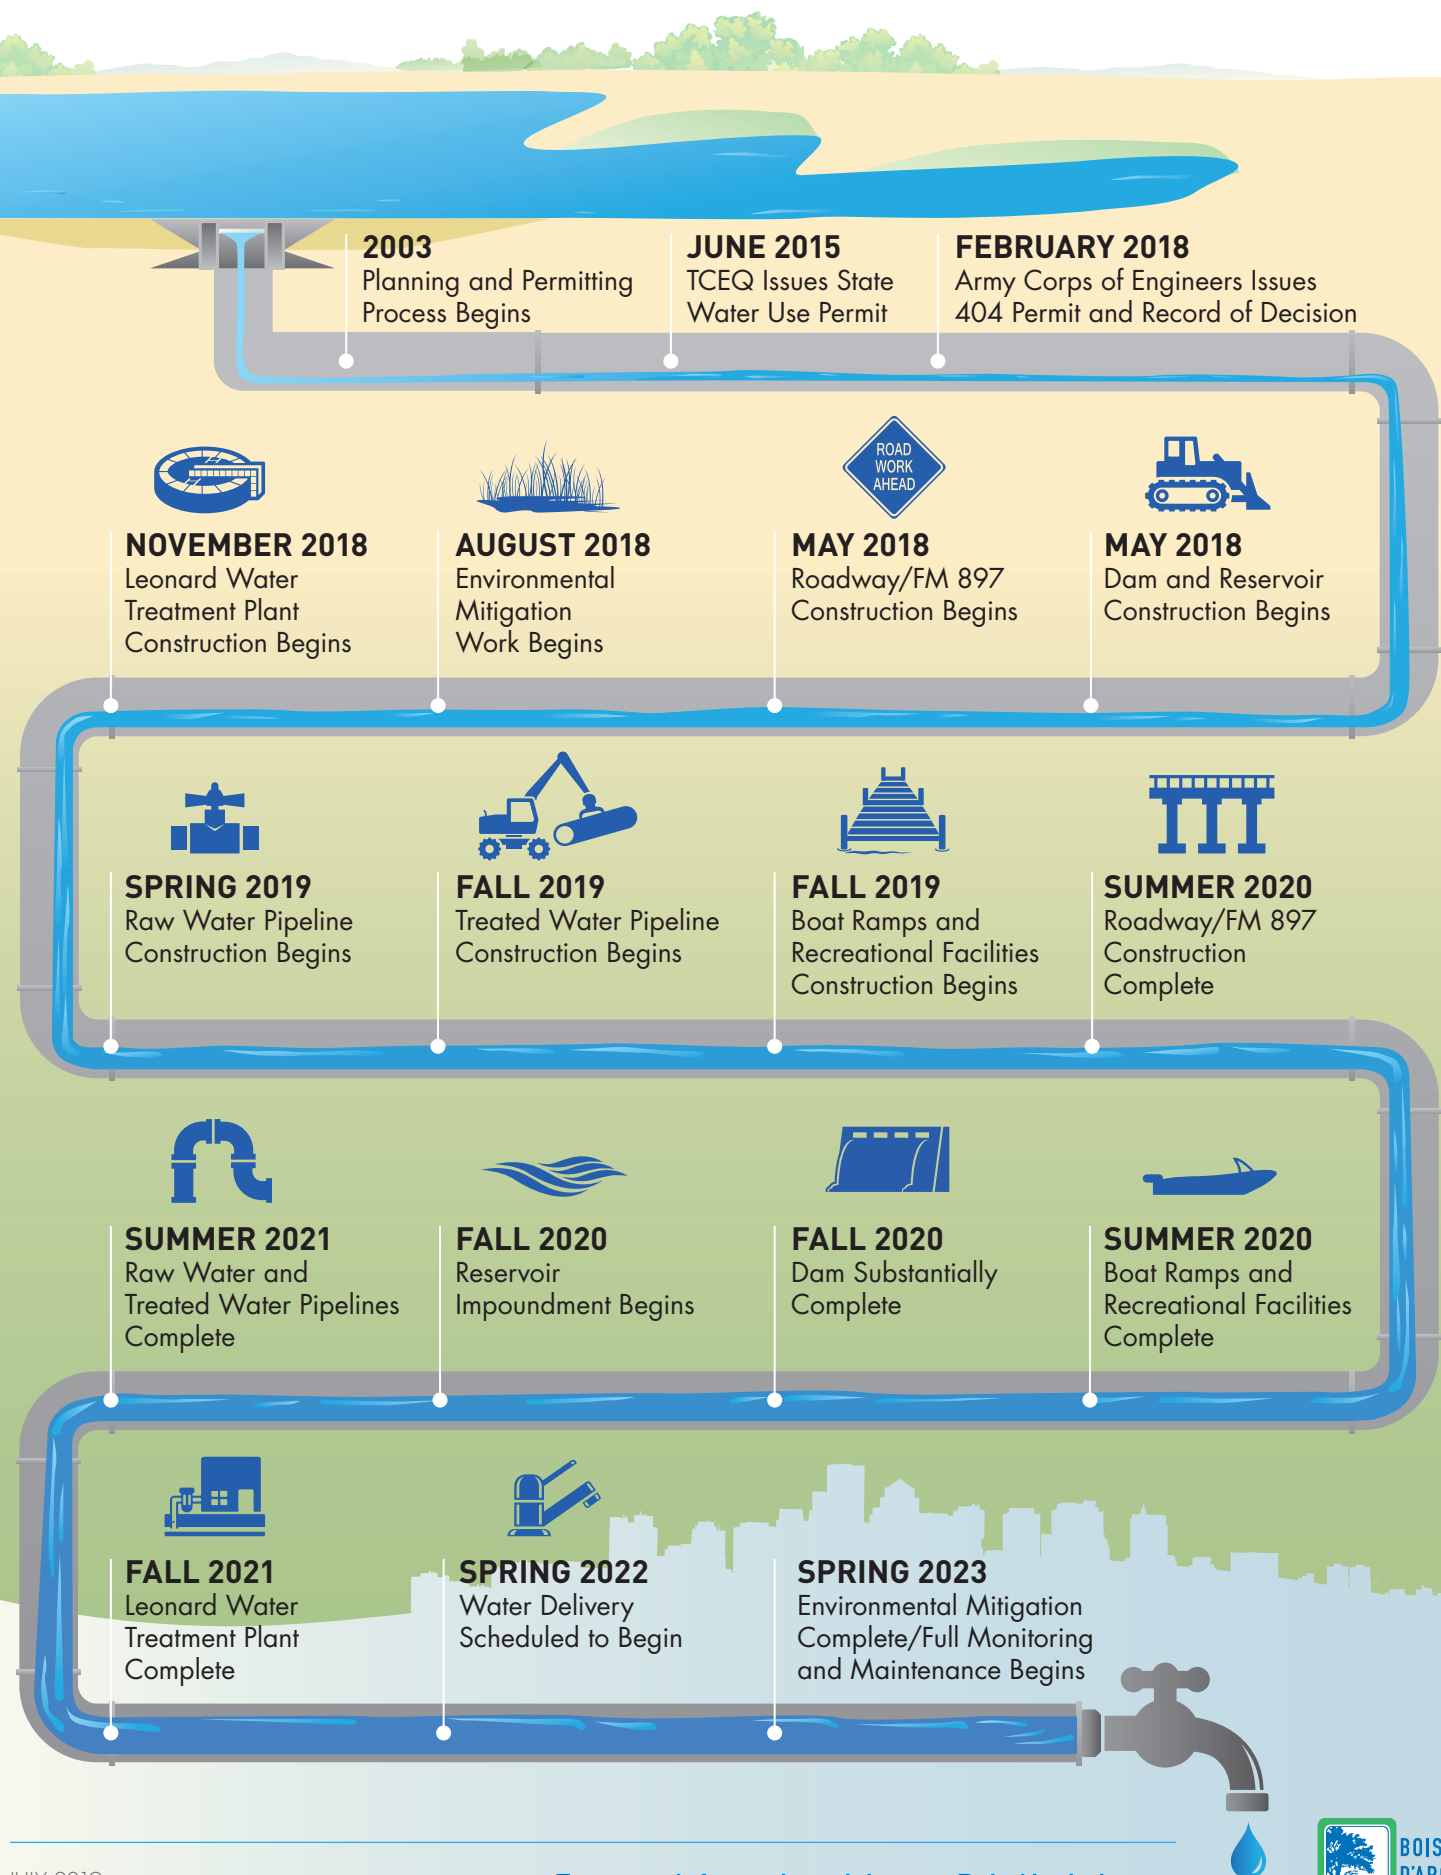 2003
Planning and Permitting
Process Begins
JUNE 2015
TCEQ Issues State
Water Use Permit
FEBRUARY 2018
Army Corps of Engineers Issues
404 Permit and Record of Decision
ROAD
WORK
AHEAD
MAY 2018
Dam and Reservoir
Construction Begins
MAY 2018
Roadway/FM 897
Construction Begins
AUGUST 2018
Environmental
Mitigation
Work Begins
NOVEMBER 2018
Leonard Water
Treatment Plant
Construction Begins
SPRING 2019
Raw Water Pipeline
Construction Begins
FALL 2019
Treated Water Pipeline
Construction Begins
FALL 2019
Boat Ramps and
Recreational Facilities
Construction Begins
SUMMER 2020
Roadway/FM 897
Construction
Complete
SUMMER 2020
Boat Ramps and
Recreational Facilities
Complete
FALL 2020
Dam Substantially
Complete
FALL 2020
Reservoir
Impoundment Begins
SUMMER 2021
Raw Water and
Treated Water Pipelines
Complete
FALL 2021
Leonard Water
Treatment Plant
Complete
SPRING 2022
Water Delivery
Scheduled to Begin
SPRING 2023
Environmental Mitigation
Complete/Full Monitoring
and Maintenance Begins
BOIS